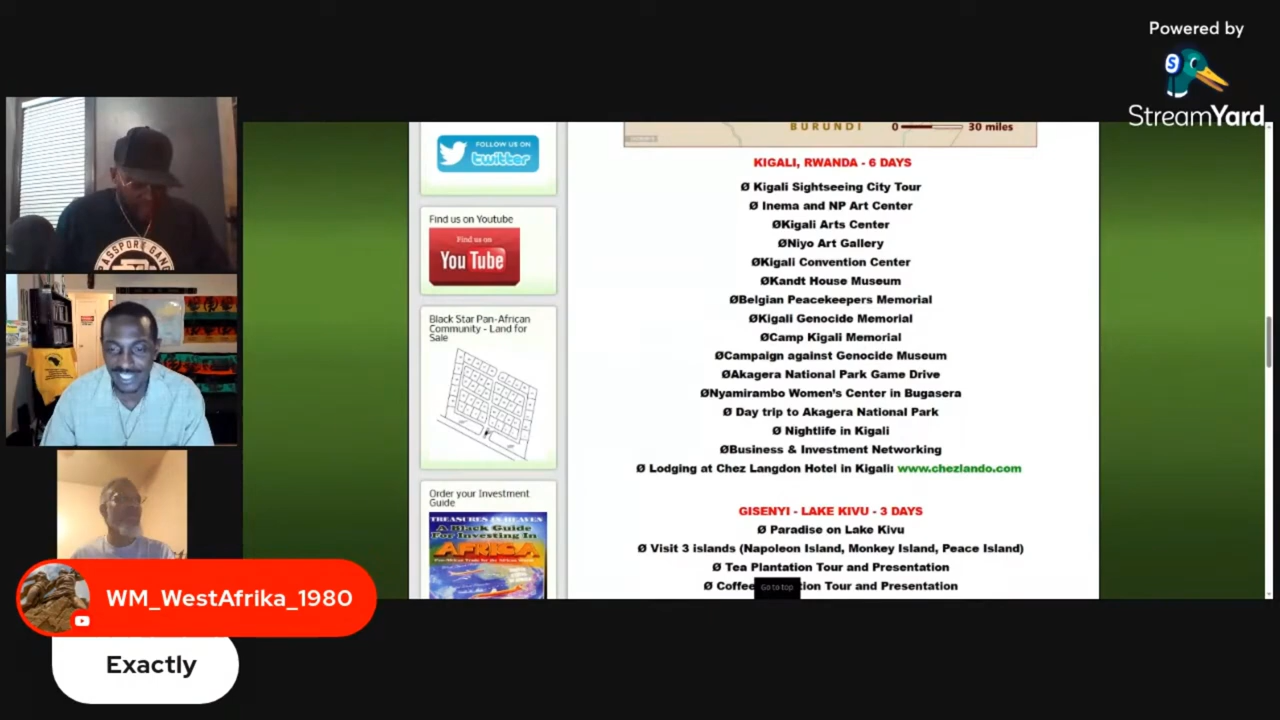 Powered by
StreamYard
PASSPORT GANG
FOLLOW US ON
twitter
Find us on Youtube
Find us on
You Tube
Black Star Pan-African
Community - Land for
Sale
Order your Investment
Guide
TREASURES IN HEAVEN
A Black Guide
For Investing In
AFRICA
BURUNDI 0 30 miles
KIGALI, RWANDA - 6 DAYS
Ø Kigali Sightseeing City Tour
Ø Inema and NP Art Center
ØKigali Arts Center
ØNiyo Art Gallery
ØKigali Convention Center
ØKandt House Museum
ØBelgian Peacekeepers Memorial
ØKigali Genocide Memorial
ØCamp Kigali Memorial
ØCampaign against Genocide Museum
ØAkagera National Park Game Drive
ØNyamirambo Women's Center in Bugasera
Ø Day trip to Akagera National Park
Ø Nightlife in Kigali
ØBusiness & Investment Networking
Ø Lodging at Chez Langdon Hotel in Kigali: www.chezlando.com
GISENYI - LAKE KIVU - 3 DAYS
Ø Paradise on Lake Kivu
Ø Visit 3 islands (Napoleon Island, Monkey Island, Peace Island)
Ø Tea Plantation Tour and Presentation
Ø Coffee tion Tour and Presentation
Go to top
WM_WestAfrika_1980
Exactly